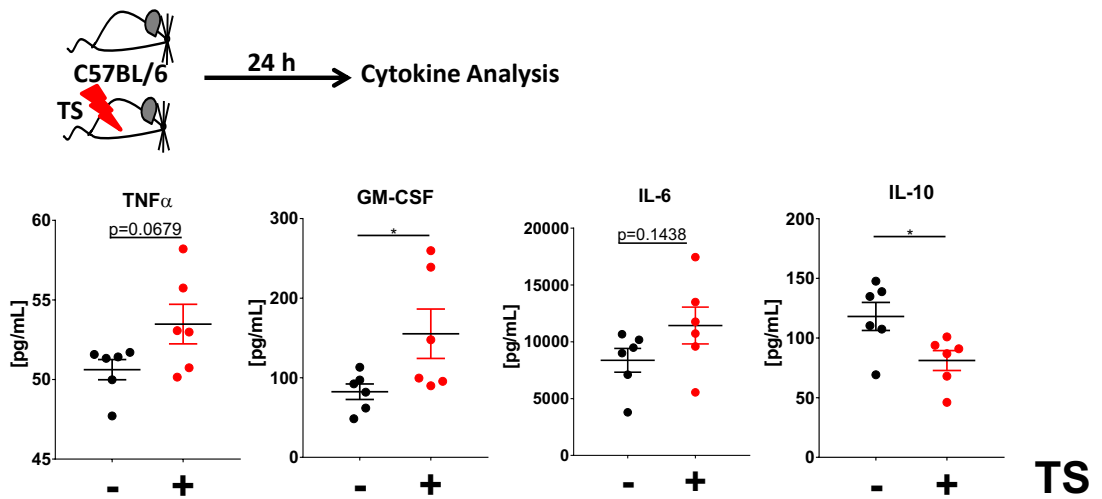 C57BL/6
24 h
Cytokine Analysis
TS
TNFα
GM-CSF
IL-6
IL-10
p=0.0679
*
p=0.1438
*
[pg/mL]
60
55
50
45
[pg/mL]
300
200
100
0
[pg/mL]
20000
15000
10000
5000
0
[pg/mL]
200
150
100
50
0
- +
- +
- +
- +
TS